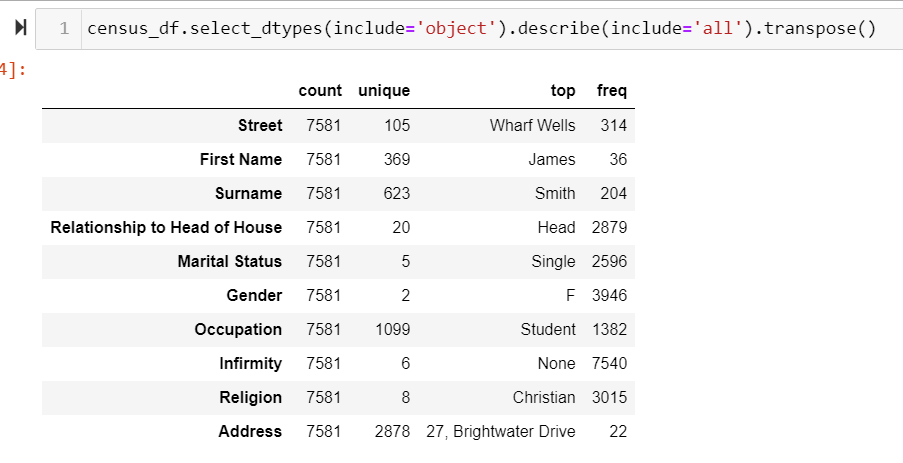 1 census_df.select_dtypes(include='object').describe(include='all').transpose()
4]:
count unique top freq
Street 7581 105 Wharf Wells 314
First Name 7581 369 James 36
Surname 7581 623 Smith 204
Relationship to Head of House 7581 20 Head 2879
Marital Status 7581 5 Single 2596
Gender 7581 2 F 3946
Occupation 7581 1099 Student 1382
Infirmity 7581 6 None 7540
Religion 7581 8 Christian 3015
Address 7581 2878 27, Brightwater Drive 22